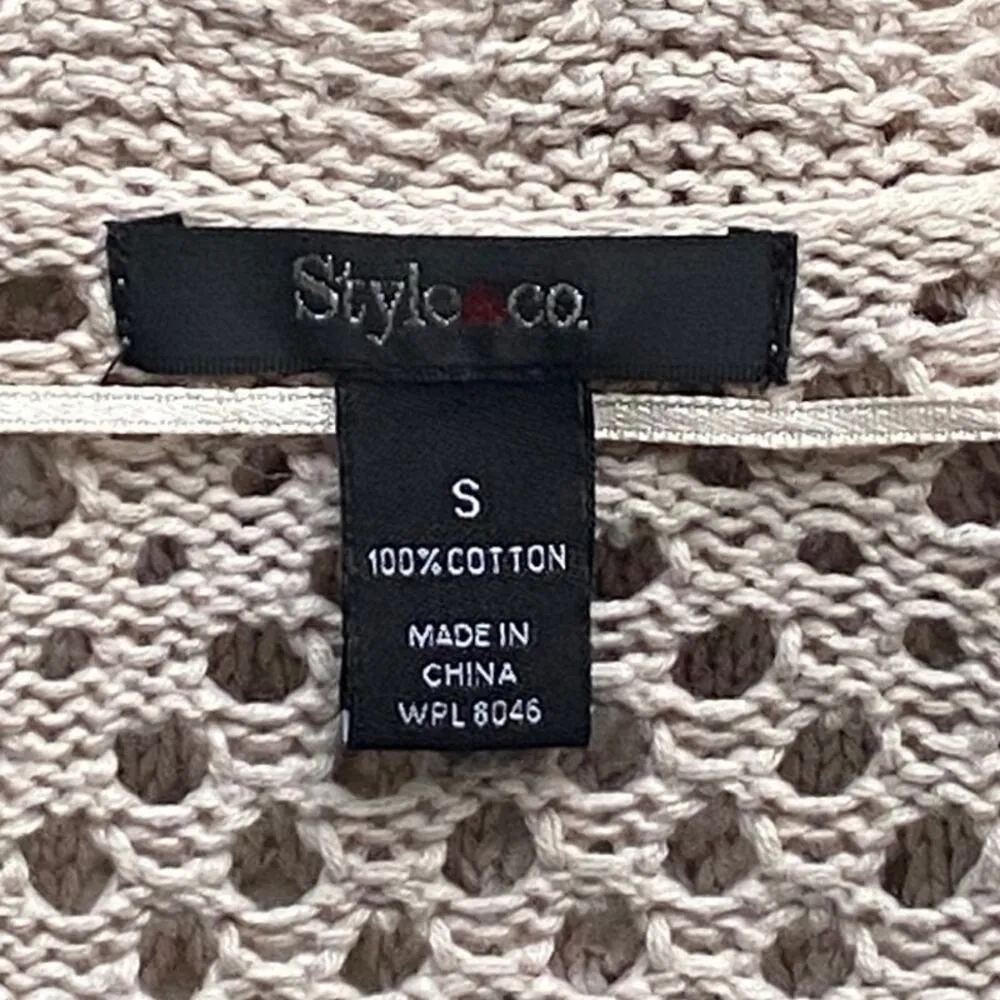 Style&co.
S
100% COTTON
MADE IN
CHINA
WPL 8046